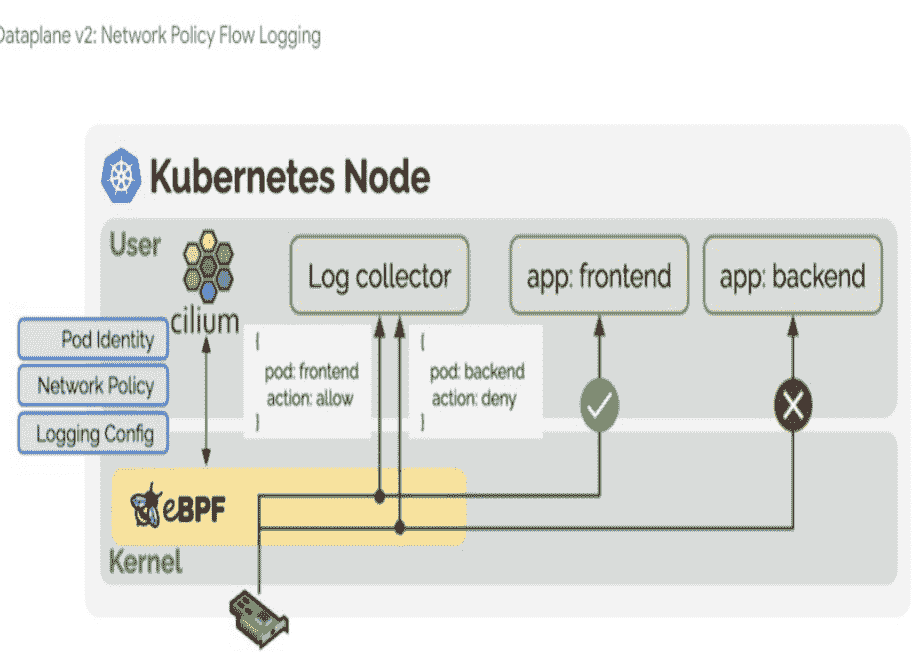 Dataplane v2: Network Policy Flow Logging
Kubernetes Node
User
cilium
Log collector
app: frontend
app: backend
Pod Identity
Network Policy
Logging Config
{
pod: frontend
action: allow
}
{
pod: backend
action: deny
}
eBPF
Kernel